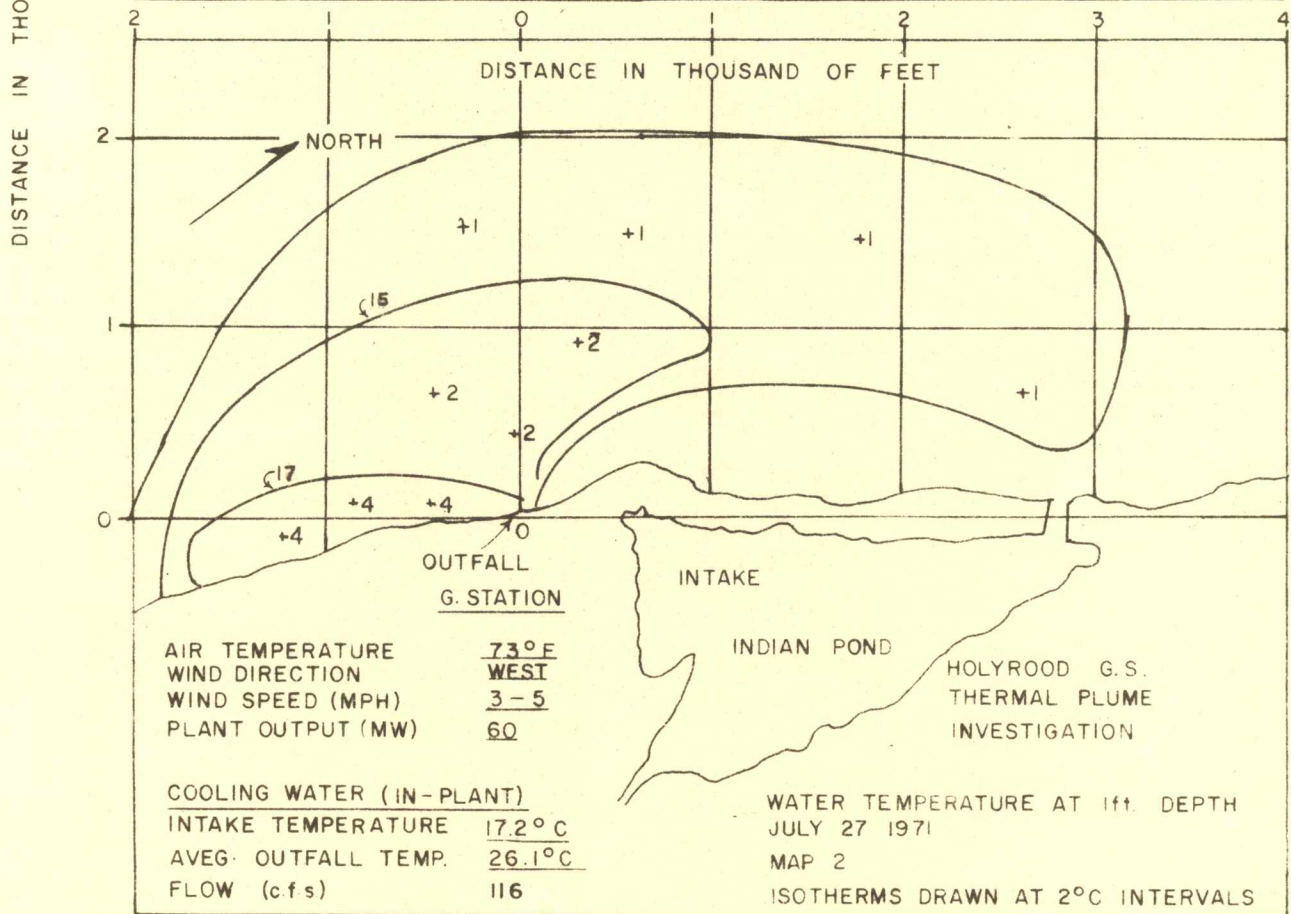 2 1 0 1 2 3 4
DISTANCE IN THOUSAND OF FEET
DISTANCE IN THO
2
NORTH
+1 +1 +1
15
1
+2
+2 +1
+2
17
+4 +4
0
+4
0
OUTFALL
INTAKE
G. STATION
INDIAN POND
AIR TEMPERATURE 73°F
WIND DIRECTION WEST
WIND SPEED (MPH) 3-5
PLANT OUTPUT (MW) 60
HOLYROOD G.S.
THERMAL PLUME
INVESTIGATION
COOLING WATER (IN-PLANT)
INTAKE TEMPERATURE 17.2°C
AVEG. OUTFALL TEMP. 26.1°C
FLOW (c.f.s) 116
WATER TEMPERATURE AT 1ft. DEPTH
JULY 27 1971
MAP 2
ISOTHERMS DRAWN AT 2°C INTERVALS